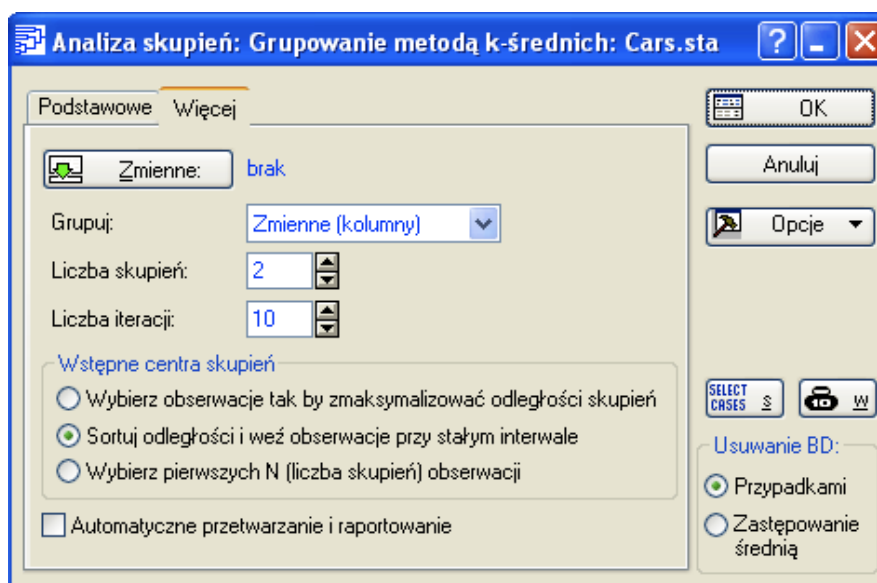 Analiza skupień: Grupowanie metodą k-średnich: Cars.sta
Podstawowe Więcej
OK
Zmienne: brak
Anuluj
Grupuj: Zmienne (kolumny)
Opcje
Liczba skupień: 2
Liczba iteracji: 10
Wstępne centra skupień
Wybierz obserwacje tak by zmaksymalizować odległości skupień
SELECT CASES S W
Sortuj odległości i weź obserwacje przy stałym interwale
Usuwanie BD:
Wybierz pierwszych N (liczba skupień) obserwacji
Przypadkami
Automatyczne przetwarzanie i raportowanie
Zastępowanie
średnią